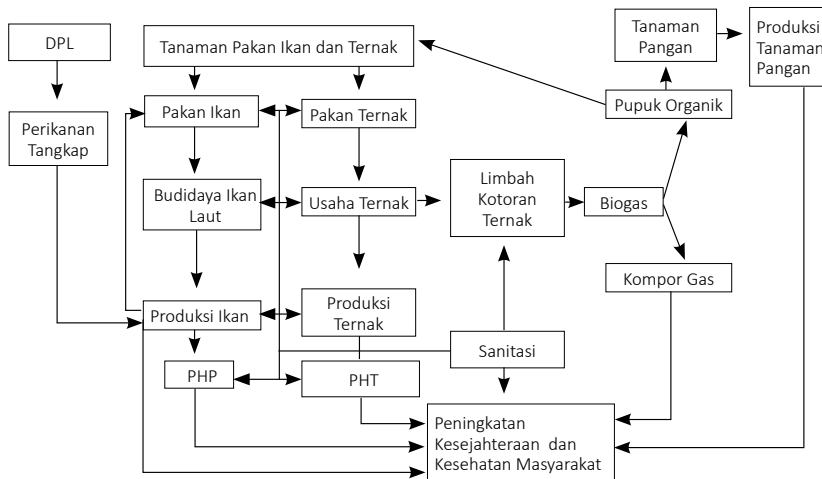 DPL
Tanaman Pakan Ikan dan Ternak
Tanaman
Pangan
Produksi
Tanaman
Pangan
Perikanan
Tangkap
Pakan Ikan
Pakan Ternak
Pupuk Organik
Budidaya Ikan
Laut
Usaha Ternak
Limbah
Kotoran
Ternak
Biogas
Kompor Gas
Produksi Ikan
Produksi
Ternak
Sanitasi
PHP
PHT
Peningkatan
Kesejahteraan dan
Kesehatan Masyarakat